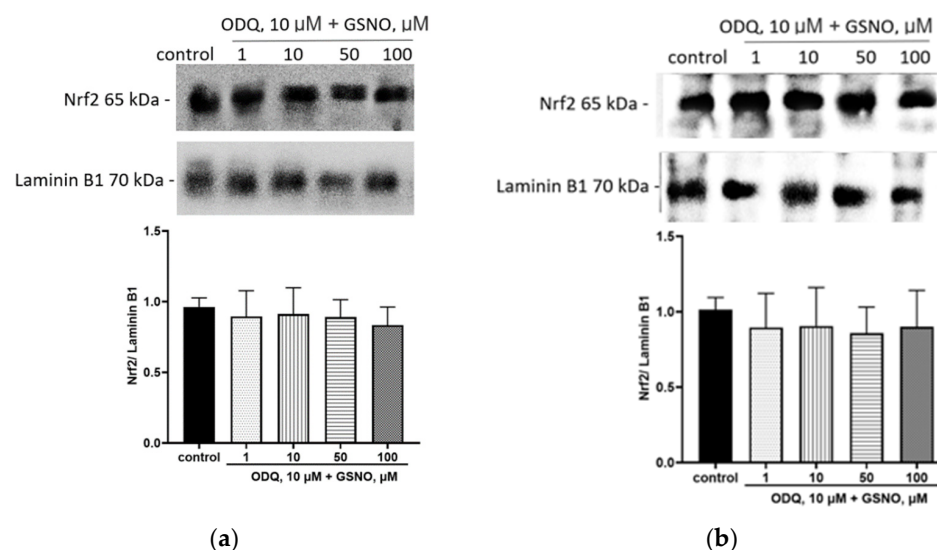 ODQ, 10 µM + GSNO, µM
control 1 10 50 100
Nrf2 65 kDa -
Laminin B1 70 kDa -
1.5
1.0
0.5
0.0
Nrf2/ Laminin B1
control 1 10 50 100
ODQ, 10 µM + GSNO, µM
(a)
ODQ, 10 µM + GSNO, µM
control 1 10 50 100
Nrf2 65 kDa -
Laminin B1 70 kDa -
1.5
1.0
0.5
0.0
Nrf2/ Laminin B1
control 1 10 50 100
ODQ, 10 µM + GSNO, µM
(b)